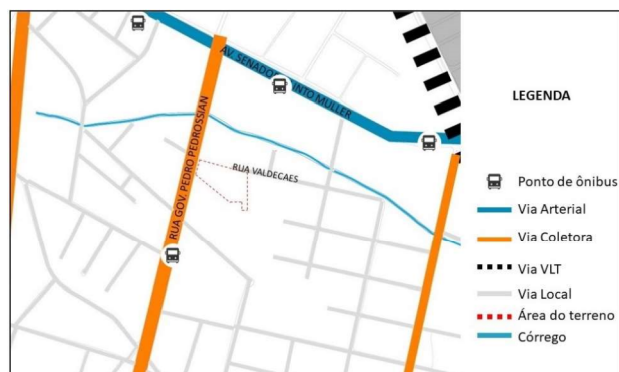 AV. SENADOR
INTO MULLER
RUA GOV. PEDRO PEDROSSIAN
RUA VALDECAES
LEGENDA
Ponto de ônibus
Via Arterial
Via Coletora
Via VLT
Via Local
Área do terreno
Córrego